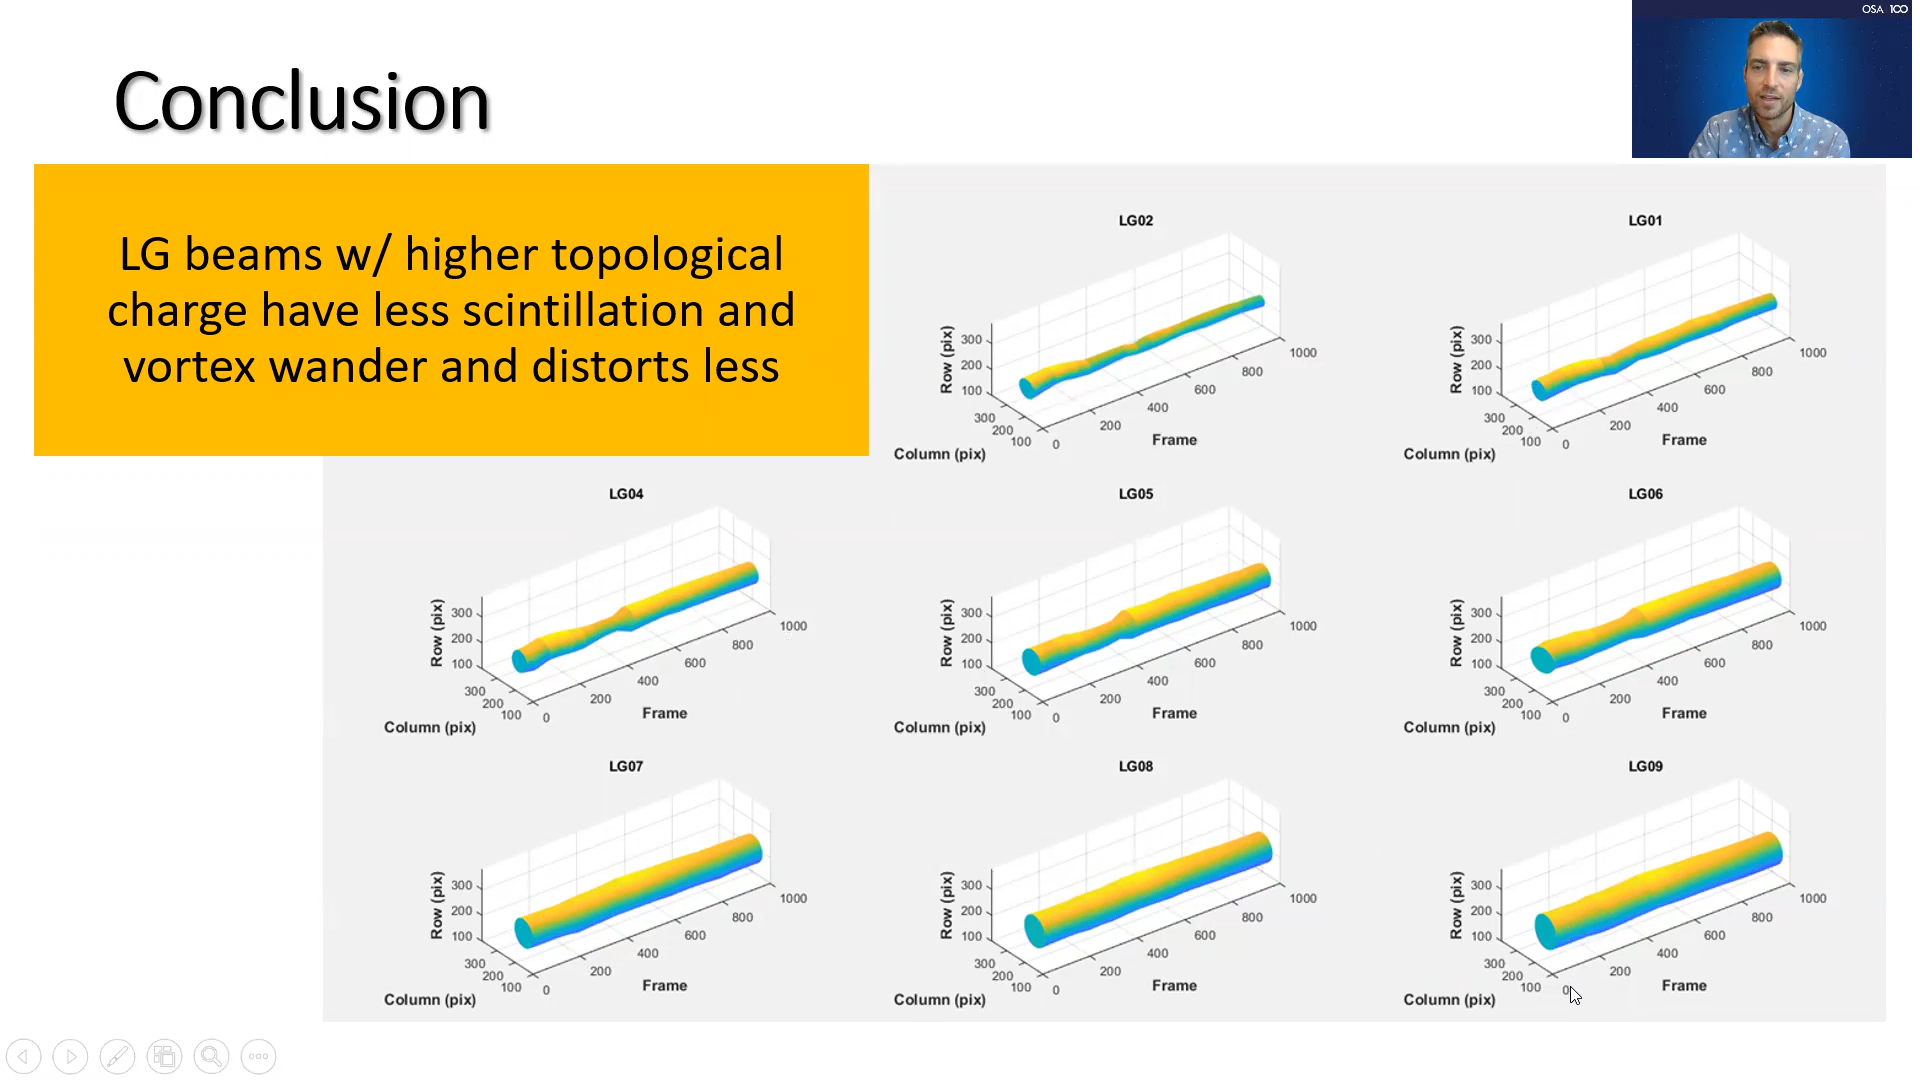 OSA 100
Conclusion
LG beams w/ higher topological
charge have less scintillation and
vortex wander and distorts less
LG02
Row (pix)
300
200
100
300
200
100
Column (pix)
0
200
400
600
800
1000
Frame
LG01
Row (pix)
300
200
100
300
200
100
Column (pix)
0
200
400
600
800
1000
Frame
LG04
Row (pix)
300
200
100
300
200
100
Column (pix)
0
200
400
600
800
1000
Frame
LG05
Row (pix)
300
200
100
300
200
100
Column (pix)
0
200
400
600
800
1000
Frame
LG06
Row (pix)
300
200
100
300
200
100
Column (pix)
0
200
400
600
800
1000
Frame
LG07
Row (pix)
300
200
100
300
200
100
Column (pix)
0
200
400
600
800
1000
Frame
LG08
Row (pix)
300
200
100
300
200
100
Column (pix)
0
200
400
600
800
1000
Frame
LG09
Row (pix)
300
200
100
300
200
100
Column (pix)
0
200
400
600
800
1000
Frame